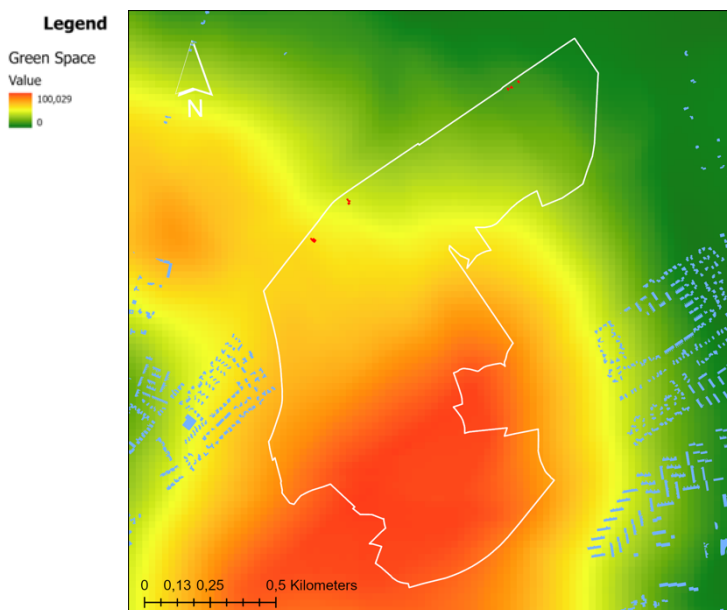 Legend
Green Space
Value
100,029
0
N
0 0,13 0,25 0,5 Kilometers